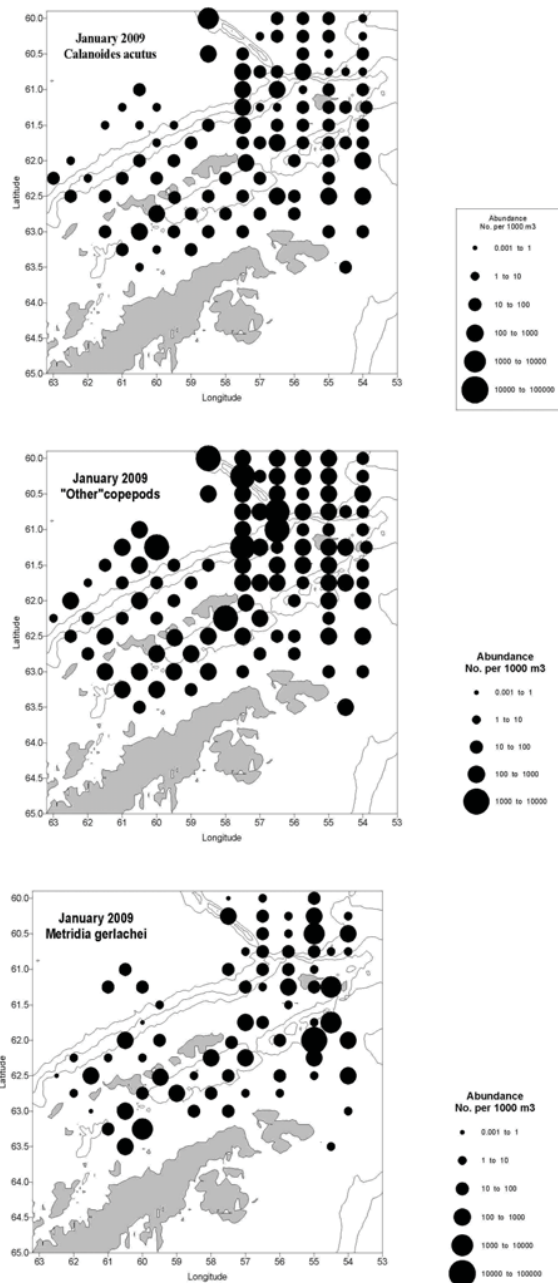 January 2009
Calanoides acutus
60.0
60.5
61.0
61.5
62.0
62.5
63.0
63.5
64.0
64.5
65.0
Latitude
63 62 61 60 59 58 57 56 55 54 53
Longitude
Abundance
No. per 1000 m3
0.001 to 1
1 to 10
10 to 100
100 to 1000
1000 to 10000
10000 to 100000
January 2009
"Other"copepods
60.0
60.5
61.0
61.5
62.0
62.5
63.0
63.5
64.0
64.5
65.0
Latitude
63 62 61 60 59 58 57 56 55 54 53
Longitude
Abundance
No. per 1000 m3
0.001 to 1
1 to 10
10 to 100
100 to 1000
1000 to 10000
January 2009
Metridia gerlachei
60.0
60.5
61.0
61.5
62.0
62.5
63.0
63.5
64.0
64.5
65.0
Latitude
63 62 61 60 59 58 57 56 55 54 53
Longitude
Abundance
No. per 1000 m3
0.001 to 1
1 to 10
10 to 100
100 to 1000
1000 to 10000
10000 to 100000